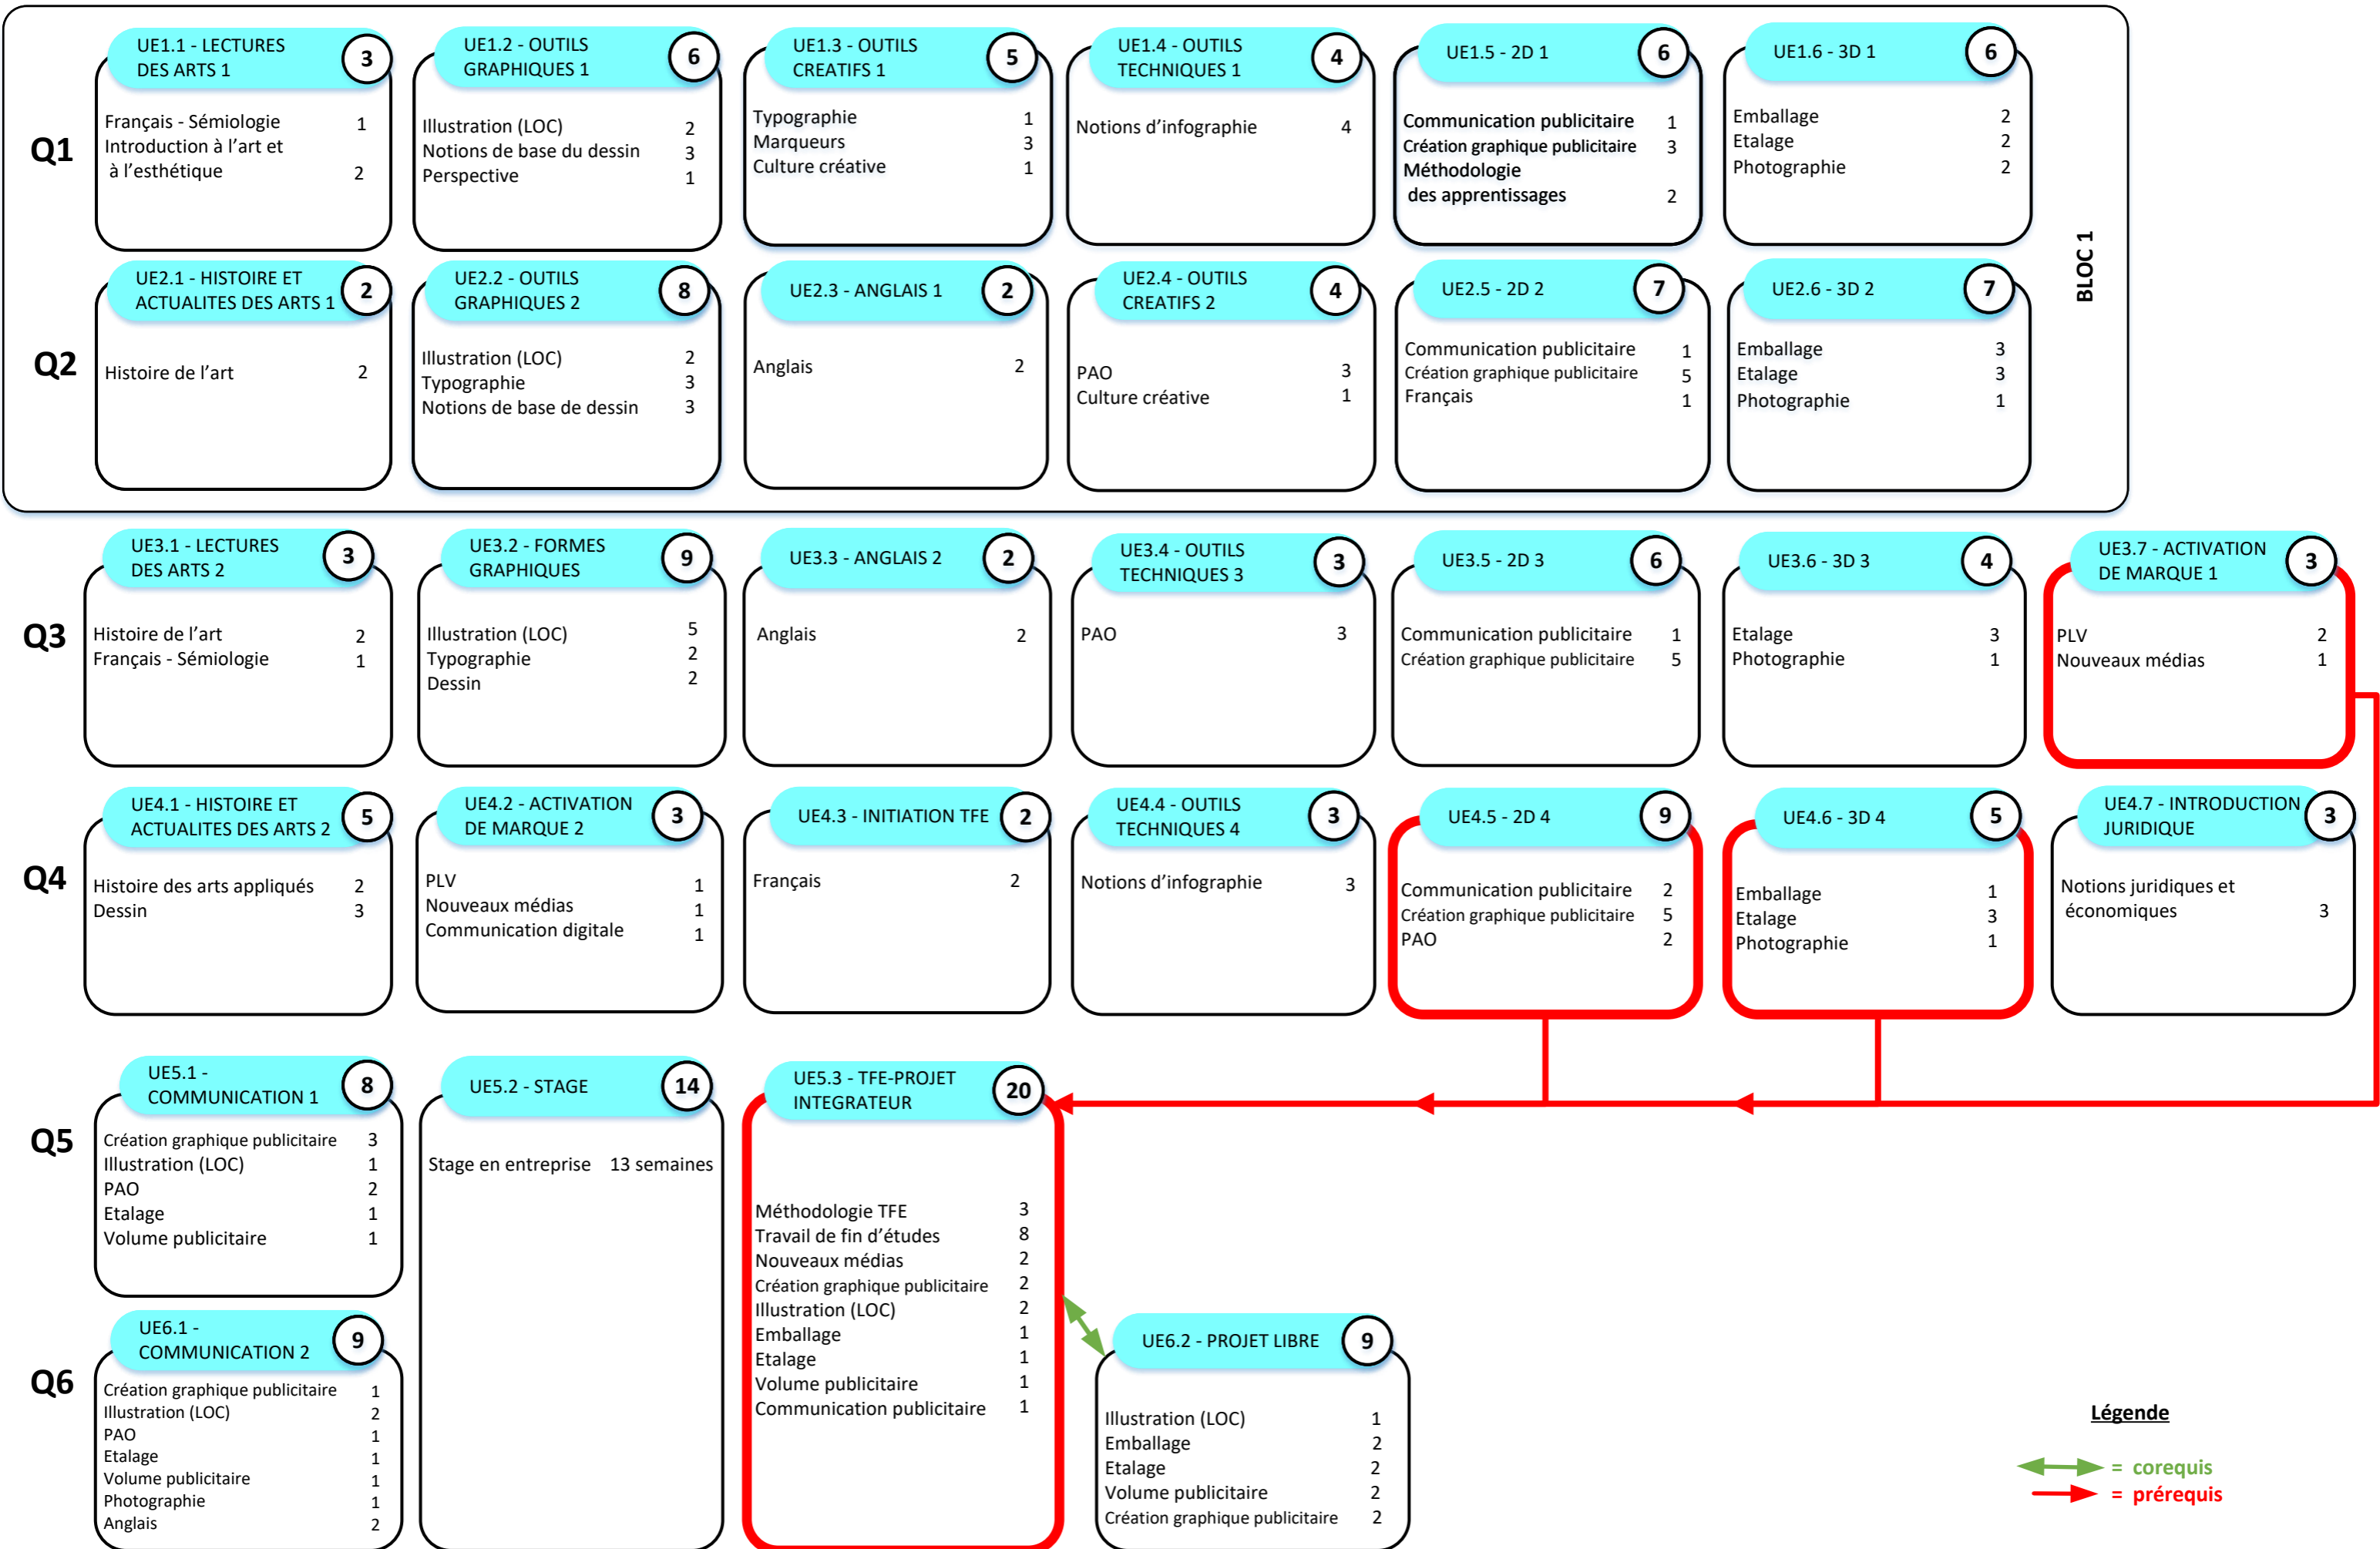 UE1.1 - LECTURES
DES ARTS 1
3
Français - Sémiologie 1
Introduction à l'art et
à l'esthétique 2
UE1.2 - OUTILS
GRAPHIQUES 1
6
Illustration (LOC) 2
Notions de base du dessin 3
Perspective 1
UE1.3 - OUTILS
CREATIFS 1
5
Typographie 1
Marqueurs 3
Culture créative 1
UE1.4 - OUTILS
TECHNIQUES 1
4
Notions d'infographie 4
UE1.5 - 2D 1
6
Communication publicitaire 1
Création graphique publicitaire 3
Méthodologie
des apprentissages 2
UE1.6 - 3D 1
6
Emballage 2
Etalage 2
Photographie 2
Q1
BLOC 1
UE2.1 - HISTOIRE ET
ACTUALITES DES ARTS 1
2
Histoire de l'art 2
UE2.2 - OUTILS
GRAPHIQUES 2
8
Illustration (LOC) 2
Typographie 3
Notions de base de dessin 3
UE2.3 - ANGLAIS 1
2
Anglais 2
UE2.4 - OUTILS
CREATIFS 2
4
PAO 3
Culture créative 1
UE2.5 - 2D 2
7
Communication publicitaire 1
Création graphique publicitaire 5
Français 1
UE2.6 - 3D 2
7
Emballage 3
Etalage 3
Photographie 1
Q2
UE3.1 - LECTURES
DES ARTS 2
3
Histoire de l'art 2
Français - Sémiologie 1
UE3.2 - FORMES
GRAPHIQUES
9
Illustration (LOC) 5
Typographie 2
Dessin 2
UE3.3 - ANGLAIS 2
2
Anglais 2
UE3.4 - OUTILS
TECHNIQUES 3
3
PAO 3
UE3.5 - 2D 3
6
Communication publicitaire 1
Création graphique publicitaire 5
UE3.6 - 3D 3
4
Etalage 3
Photographie 1
UE3.7 - ACTIVATION
DE MARQUE 1
3
PLV 2
Nouveaux médias 1
Q3
UE4.1 - HISTOIRE ET
ACTUALITES DES ARTS 2
5
Histoire des arts appliqués 2
Dessin 3
UE4.2 - ACTIVATION
DE MARQUE 2
3
PLV 1
Nouveaux médias 1
Communication digitale 1
UE4.3 - INITIATION TFE
2
Français 2
UE4.4 - OUTILS
TECHNIQUES 4
3
Notions d'infographie 3
UE4.5 - 2D 4
9
Communication publicitaire 2
Création graphique publicitaire 5
PAO 2
UE4.6 - 3D 4
5
Emballage 1
Etalage 3
Photographie 1
UE4.7 - INTRODUCTION
JURIDIQUE
3
Notions juridiques et
économiques 3
Q4
UE5.1 -
COMMUNICATION 1
8
Création graphique publicitaire 3
Illustration (LOC) 1
PAO 2
Etalage 1
Volume publicitaire 1
UE5.2 - STAGE
14
Stage en entreprise 13 semaines
UE5.3 - TFE-PROJET
INTEGRATEUR
20
Méthodologie TFE 3
Travail de fin d'études 8
Nouveaux médias 2
Création graphique publicitaire 2
Illustration (LOC) 2
Emballage 1
Etalage 1
Volume publicitaire 1
Communication publicitaire 1
Q5
UE6.1 -
COMMUNICATION 2
9
Création graphique publicitaire 1
Illustration (LOC) 2
PAO 1
Etalage 1
Volume publicitaire 1
Photographie 1
Anglais 2
UE6.2 - PROJET LIBRE
9
Illustration (LOC) 1
Emballage 2
Etalage 2
Volume publicitaire 2
Création graphique publicitaire 2
Q6
Légende
= corequis
= prérequis